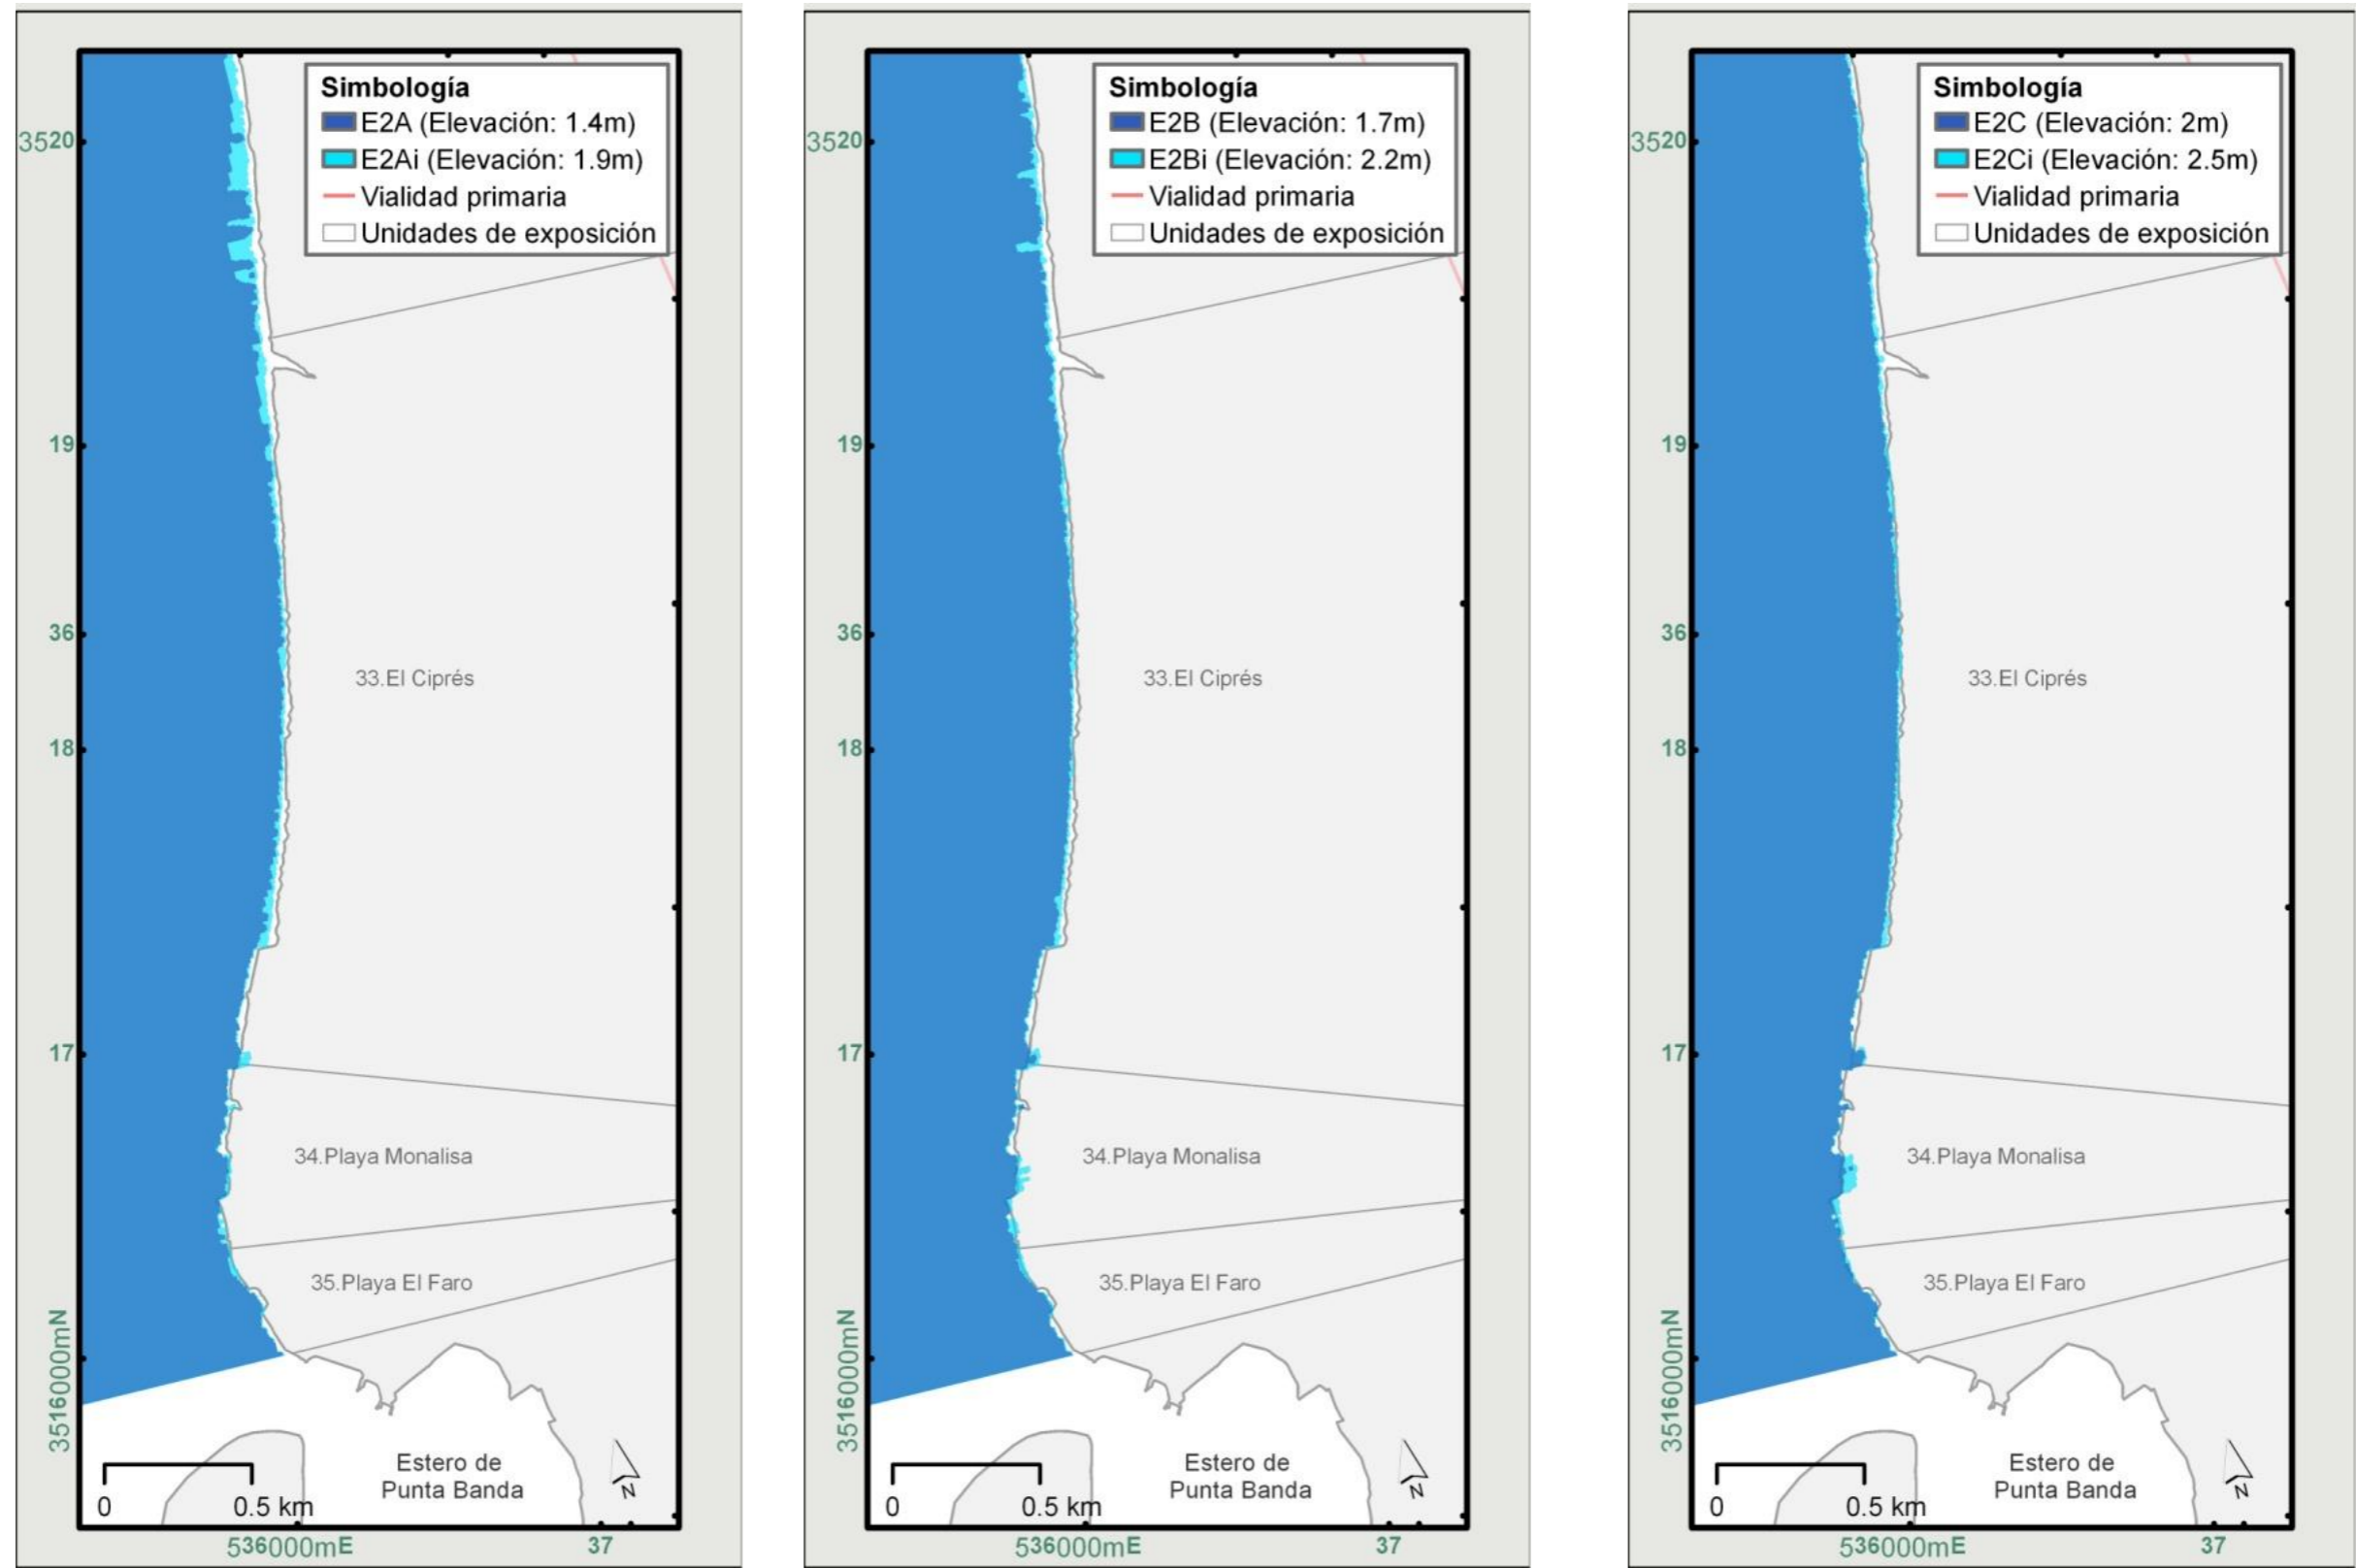 Simbología
E2A (Elevación: 1.4m)
E2Ai (Elevación: 1.9m)
Vialidad primaria
Unidades de exposición
3520
19
36
18
17
3516000mN
33.El Ciprés
34.Playa Monalisa
35.Playa El Faro
Estero de
Punta Banda
N
0 0.5 km
536000mE 37
Simbología
E2B (Elevación: 1.7m)
E2Bi (Elevación: 2.2m)
Vialidad primaria
Unidades de exposición
3520
19
36
18
17
3516000mN
33.El Ciprés
34.Playa Monalisa
35.Playa El Faro
Estero de
Punta Banda
N
0 0.5 km
536000mE 37
Simbología
E2C (Elevación: 2m)
E2Ci (Elevación: 2.5m)
Vialidad primaria
Unidades de exposición
3520
19
36
18
17
3516000mN
33.El Ciprés
34.Playa Monalisa
35.Playa El Faro
Estero de
Punta Banda
N
0 0.5 km
536000mE 37